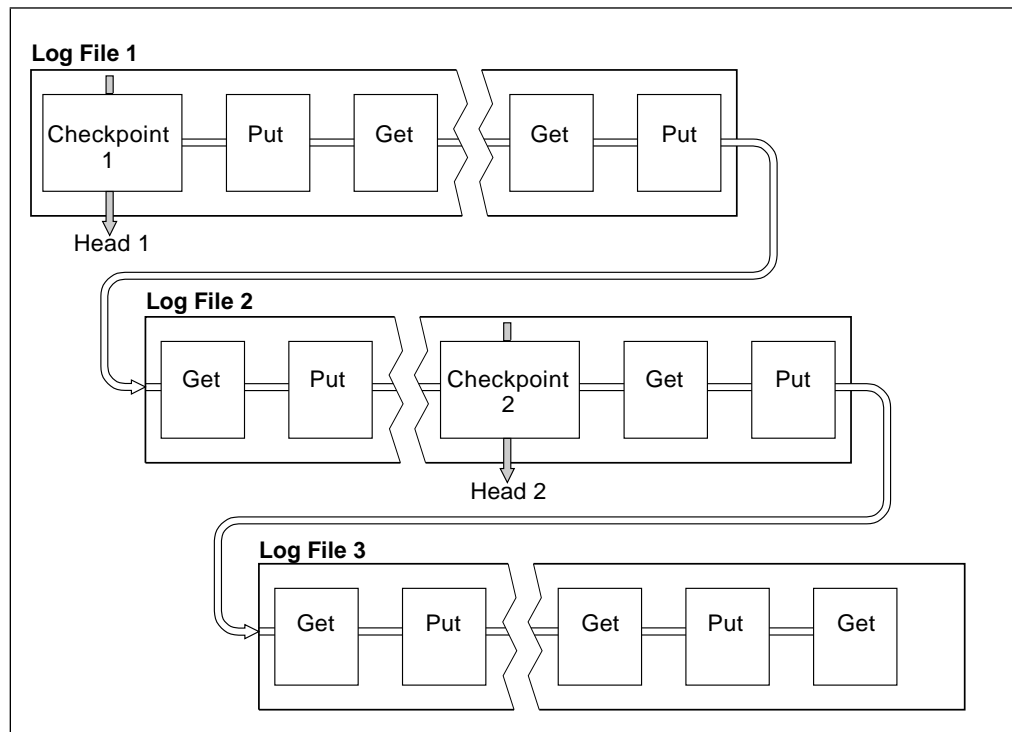 Log File 1
Checkpoint
1
Put
Get
Get
Put
Head 1
Log File 2
Get
Put
Checkpoint
2
Get
Put
Head 2
Log File 3
Get
Put
Get
Put
Get